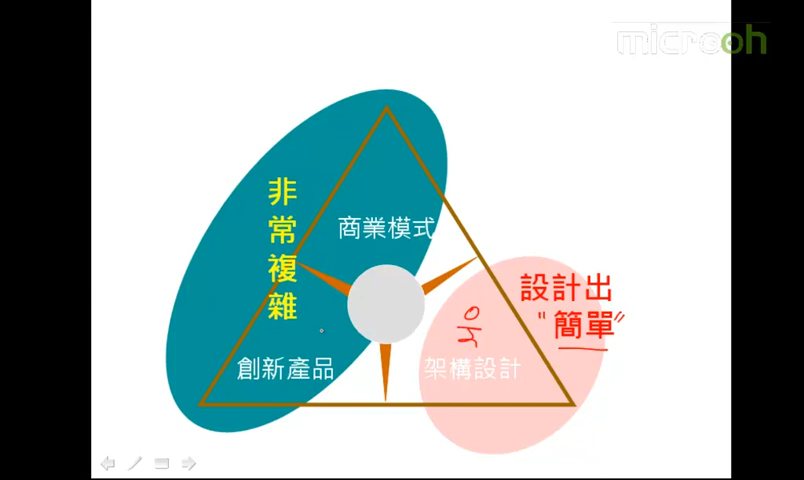 microoh
非常複雜
商業模式
設計出
"簡單"
創新產品
架構設計